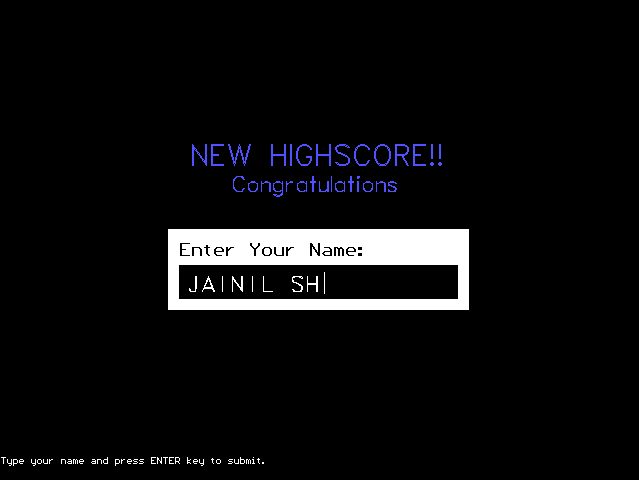 NEW HIGHSCORE!!
Congratulations
Enter Your Name:
JAINIL SH
Type your name and press ENTER key to submit.